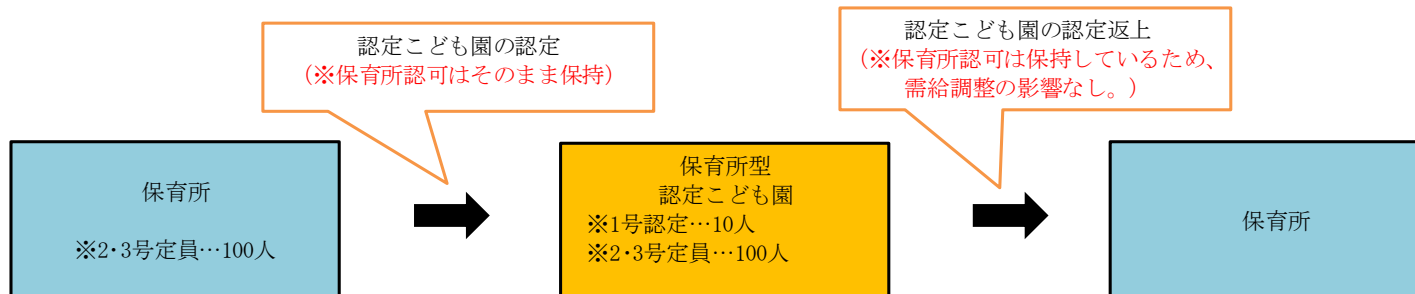 認定こども園の認定
(※保育所認可はそのまま保持)
認定こども園の認定返上
(※保育所認可は保持しているため、
需給調整の影響なし。)
保育所
※2・3号定員…100人
保育所型
認定こども園
※1号認定…10人
※2・3号定員…100人
保育所